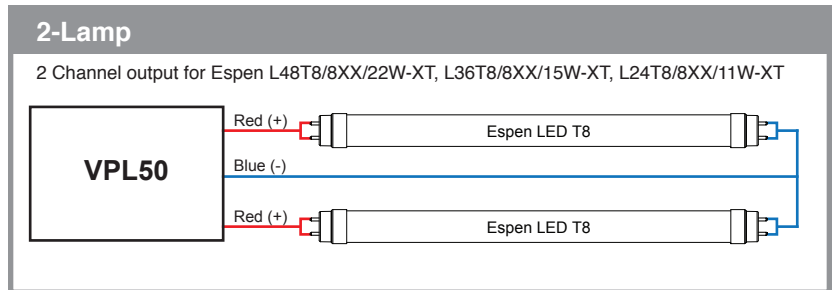 2-Lamp
2 Channel output for Espen L48T8/8XX/22W-XT, L36T8/8XX/15W-XT, L24T8/8XX/11W-XT
Red (+)
Espen LED T8
VPL50
Blue (-)
Red (+)
Espen LED T8